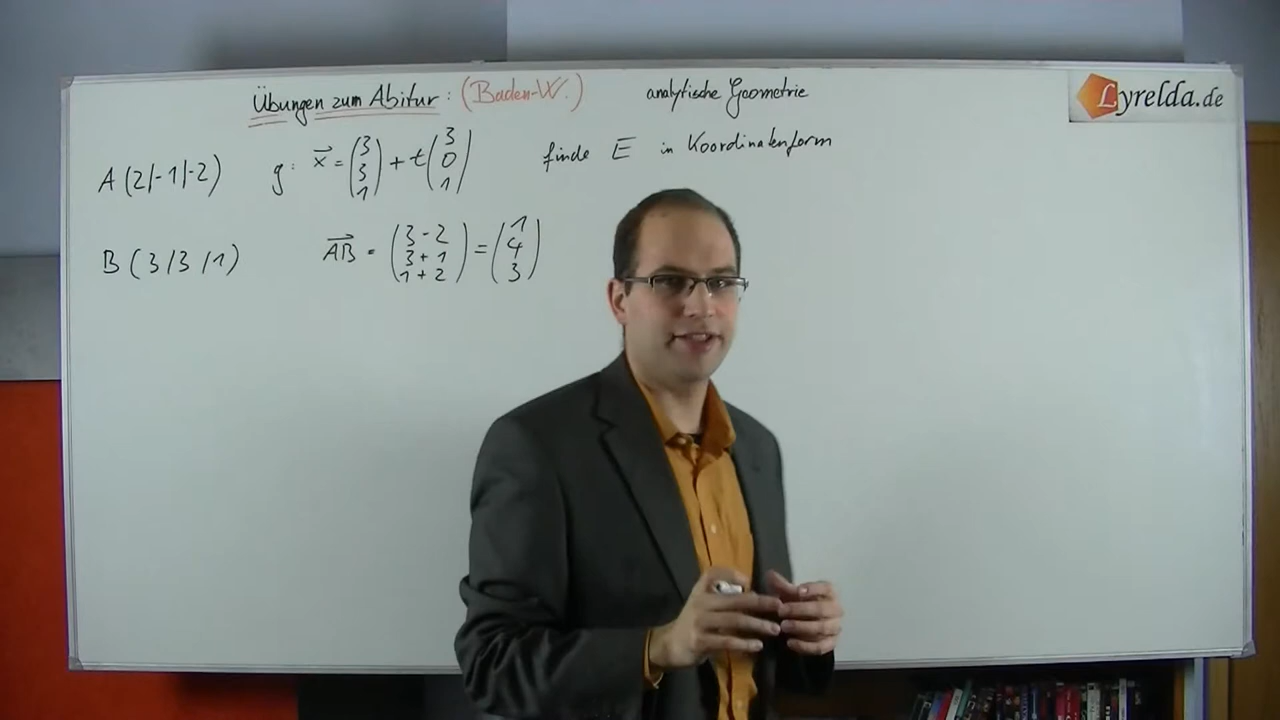 Übungen zum Abitur: (Baden-W.) analytische Geometrie
Lyrelda.de
A (2|-1|-2) g: x⃗ = (3 3 1) + t (3 0 1) finde E in Koordinatenform
B (3/3/1) AB⃗ = (3-2 3+1 1+2) = (1 4 3)